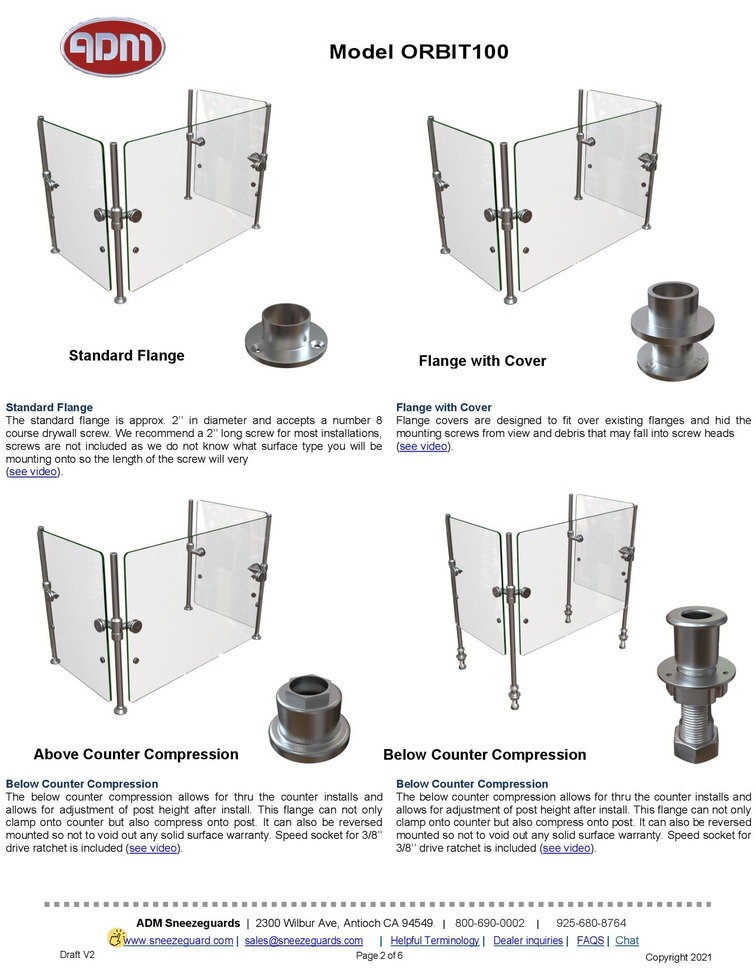 ADM
Model ORBIT100
Standard Flange
Flange with Cover
Standard Flange
The standard flange is approx. 2’’ in diameter and accepts a number 8
course drywall screw. We recommend a 2’’ long screw for most installations,
screws are not included as we do not know what surface type you will be
mounting onto so the length of the screw will very
(see video).
Flange with Cover
Flange covers are designed to fit over existing flanges and hid the
mounting screws from view and debris that may fall into screw heads
(see video).
Above Counter Compression
Below Counter Compression
Below Counter Compression
The below counter compression allows for thru the counter installs and
allows for adjustment of post height after install. This flange can not only
clamp onto counter but also compress onto post. It can also be reversed
mounted so not to void out any solid surface warranty. Speed socket for 3/8’’
drive ratchet is included (see video).
Below Counter Compression
The below counter compression allows for thru the counter installs and
allows for adjustment of post height after install. This flange can not only
clamp onto counter but also compress onto post. It can also be reversed
mounted so not to void out any solid surface warranty. Speed socket for
3/8’’ drive ratchet is included (see video).
ADM Sneezeguards | 2300 Wilbur Ave, Antioch CA 94549. | 800-690-0002 | 925-680-8764
www.sneezeguard.com | sales@sneezeguards.com | Helpful Terminology | Dealer inquiries | FAQS | Chat
Draft V2
Page 2 of 6
Copyright 2021